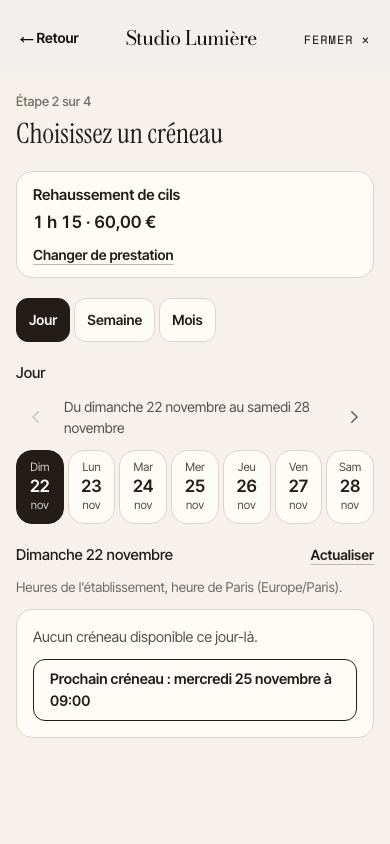 ← Retour
Studio Lumière
FERMER ×
Étape 2 sur 4
Choisissez un créneau
Rehaussement de cils
1 h 15 · 60,00 €
Changer de prestation
Jour
Semaine
Mois
Jour
Du dimanche 22 novembre au samedi 28
novembre
Dim
22
nov
Lun
23
nov
Mar
24
nov
Mer
25
nov
Jeu
26
nov
Ven
27
nov
Sam
28
nov
Dimanche 22 novembre
Actualiser
Heures de l’établissement, heure de Paris (Europe/Paris).
Aucun créneau disponible ce jour-là.
Prochain créneau : mercredi 25 novembre à
09:00